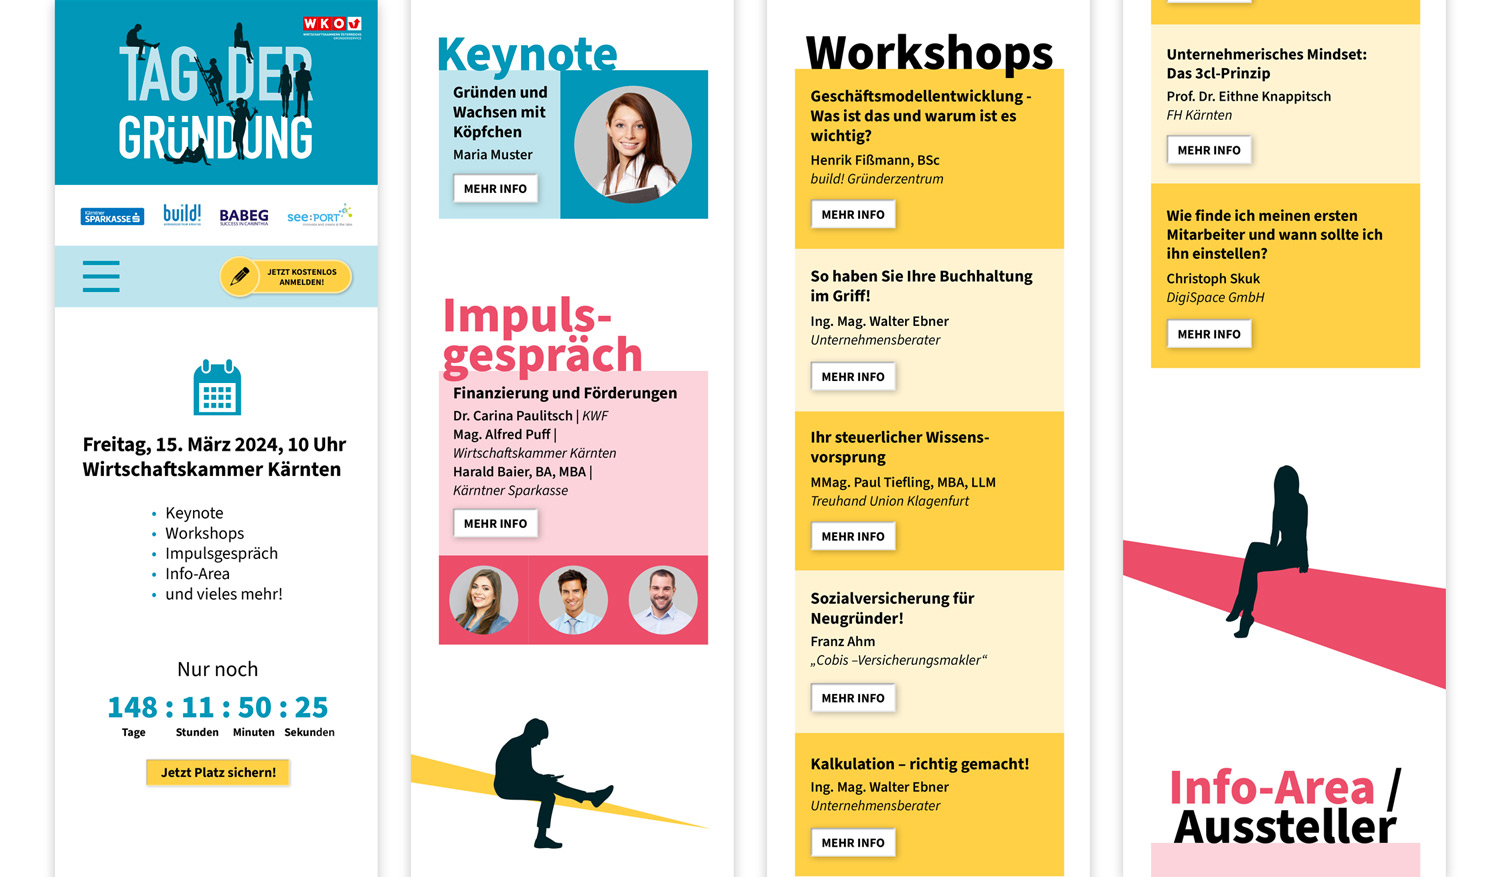 WKO
WIRTSCHAFTSKAMMERN ÖSTERREICHS
GRÜNDERSERVICE
TAG DER
GRüNDUNG
Kärntner
SPARKASSE
build!
BABEG
SUCCESS IN CARINTHIA
see:PORT
JETZT KOSTENLOS
ANMELDEN!
Freitag, 15. März 2024, 10 Uhr
Wirtschaftskammer Kärnten
• Keynote
• Workshops
• Impulsgespräch
• Info-Area
• und vieles mehr!
Nur noch
148 : 11 : 50 : 25
Tage Stunden Minuten Sekunden
Jetzt Platz sichern!
Keynote
Gründen und
Wachsen mit
Köpfchen
Maria Muster
MEHR INFO
Impuls-
gespräch
Finanzierung und Förderungen
Dr. Carina Paulitsch | KWF
Mag. Alfred Puff |
Wirtschaftskammer Kärnten
Harald Baier, BA, MBA |
Kärntner Sparkasse
MEHR INFO
Workshops
Geschäftsmodellentwicklung -
Was ist das und warum ist es
wichtig?
Henrik Fißmann, BSc
build! Gründerzentrum
MEHR INFO
So haben Sie Ihre Buchhaltung
im Griff!
Ing. Mag. Walter Ebner
Unternehmensberater
MEHR INFO
Ihr steuerlicher Wissens-
vorsprung
MMag. Paul Tiefling, MBA, LLM
Treuhand Union Klagenfurt
MEHR INFO
Sozialversicherung für
Neugründer!
Franz Ahm
„Cobis –Versicherungsmakler“
MEHR INFO
Kalkulation – richtig gemacht!
Ing. Mag. Walter Ebner
Unternehmensberater
MEHR INFO
Unternehmerisches Mindset:
Das 3cl-Prinzip
Prof. Dr. Eithne Knappitsch
FH Kärnten
MEHR INFO
Wie finde ich meinen ersten
Mitarbeiter und wann sollte ich
ihn einstellen?
Christoph Skuk
DigiSpace GmbH
MEHR INFO
Info-Area /
Aussteller